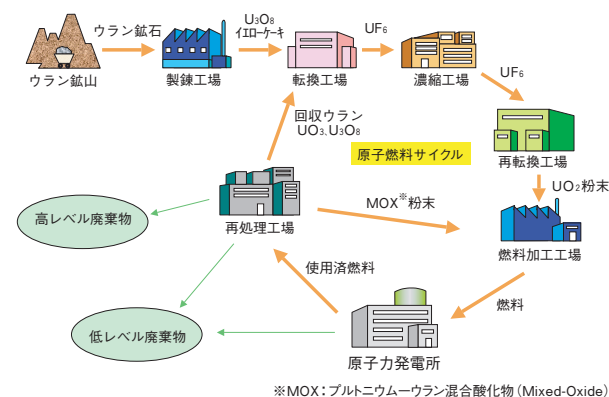 ウラン鉱石
U₃O₈
イエローケーキ
UF₆
ウラン鉱山
製錬工場
転換工場
濃縮工場
UF₆
回収ウラン
UO₃,U₃O₈
原子燃料サイクル
再転換工場
UO₂粉末
高レベル廃棄物
再処理工場
MOX※粉末
燃料加工工場
使用済燃料
燃料
低レベル廃棄物
原子力発電所
※MOX：プルトニウムーウラン混合酸化物(Mixed-Oxide)